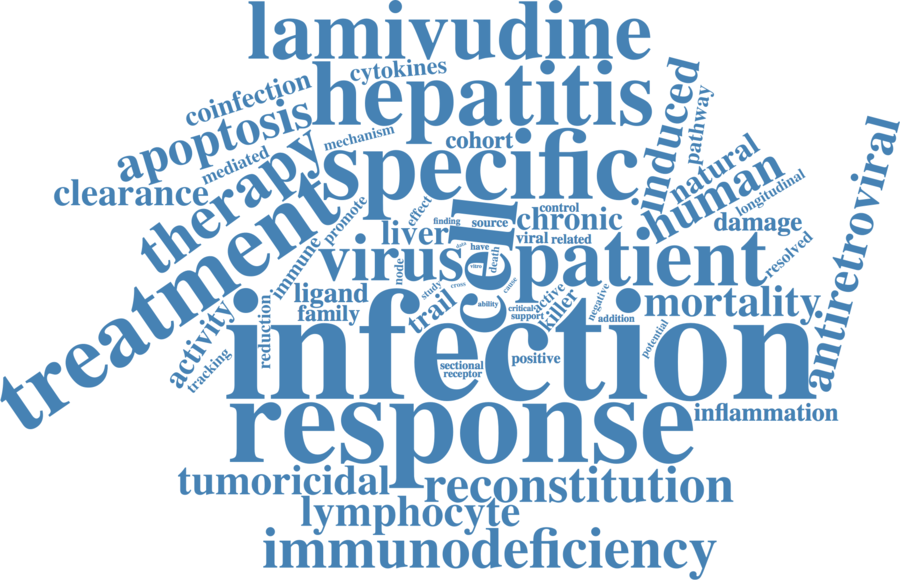 lamivudine
hepatitis
cytokines
coinfection
apoptosis
mechanism
mediated
clearance
therapy
treatment
specific
cohort
induced
pathway
natural
human
longitudinal
damage
antiretroviral
resolved
promote
effect
immune
liver
finding
source
control
chronic
viral
related
virus
cell
data
have
vitro
death
node
patient
ligand
family
study
cross
cause
trail
ability
active
killer
critical
support
negative
addition
mortality
potential
activity
tracking
reduction
infection
sectional
receptor
positive
response
inflammation
tumoricidal
reconstitution
lymphocyte
immunodeficiency